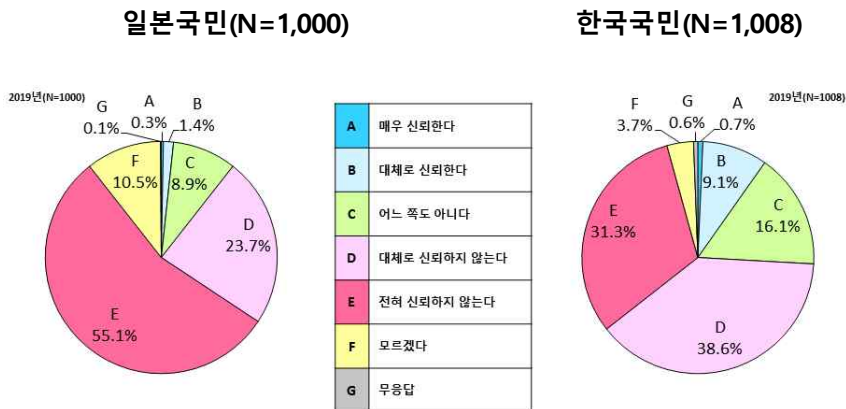 일본국민(N=1,000)
한국국민(N=1,008)
2019년(N=1000)
G
0.1%
A
0.3%
B
1.4%
C
8.9%
D
23.7%
E
55.1%
F
10.5%
A 매우 신뢰한다
B 대체로 신뢰한다
C 어느 쪽도 아니다
D 대체로 신뢰하지 않는다
E 전혀 신뢰하지 않는다
F 모르겠다
G 무응답
2019년(N=1008)
F
3.7%
G
0.6%
A
0.7%
B
9.1%
C
16.1%
D
38.6%
E
31.3%